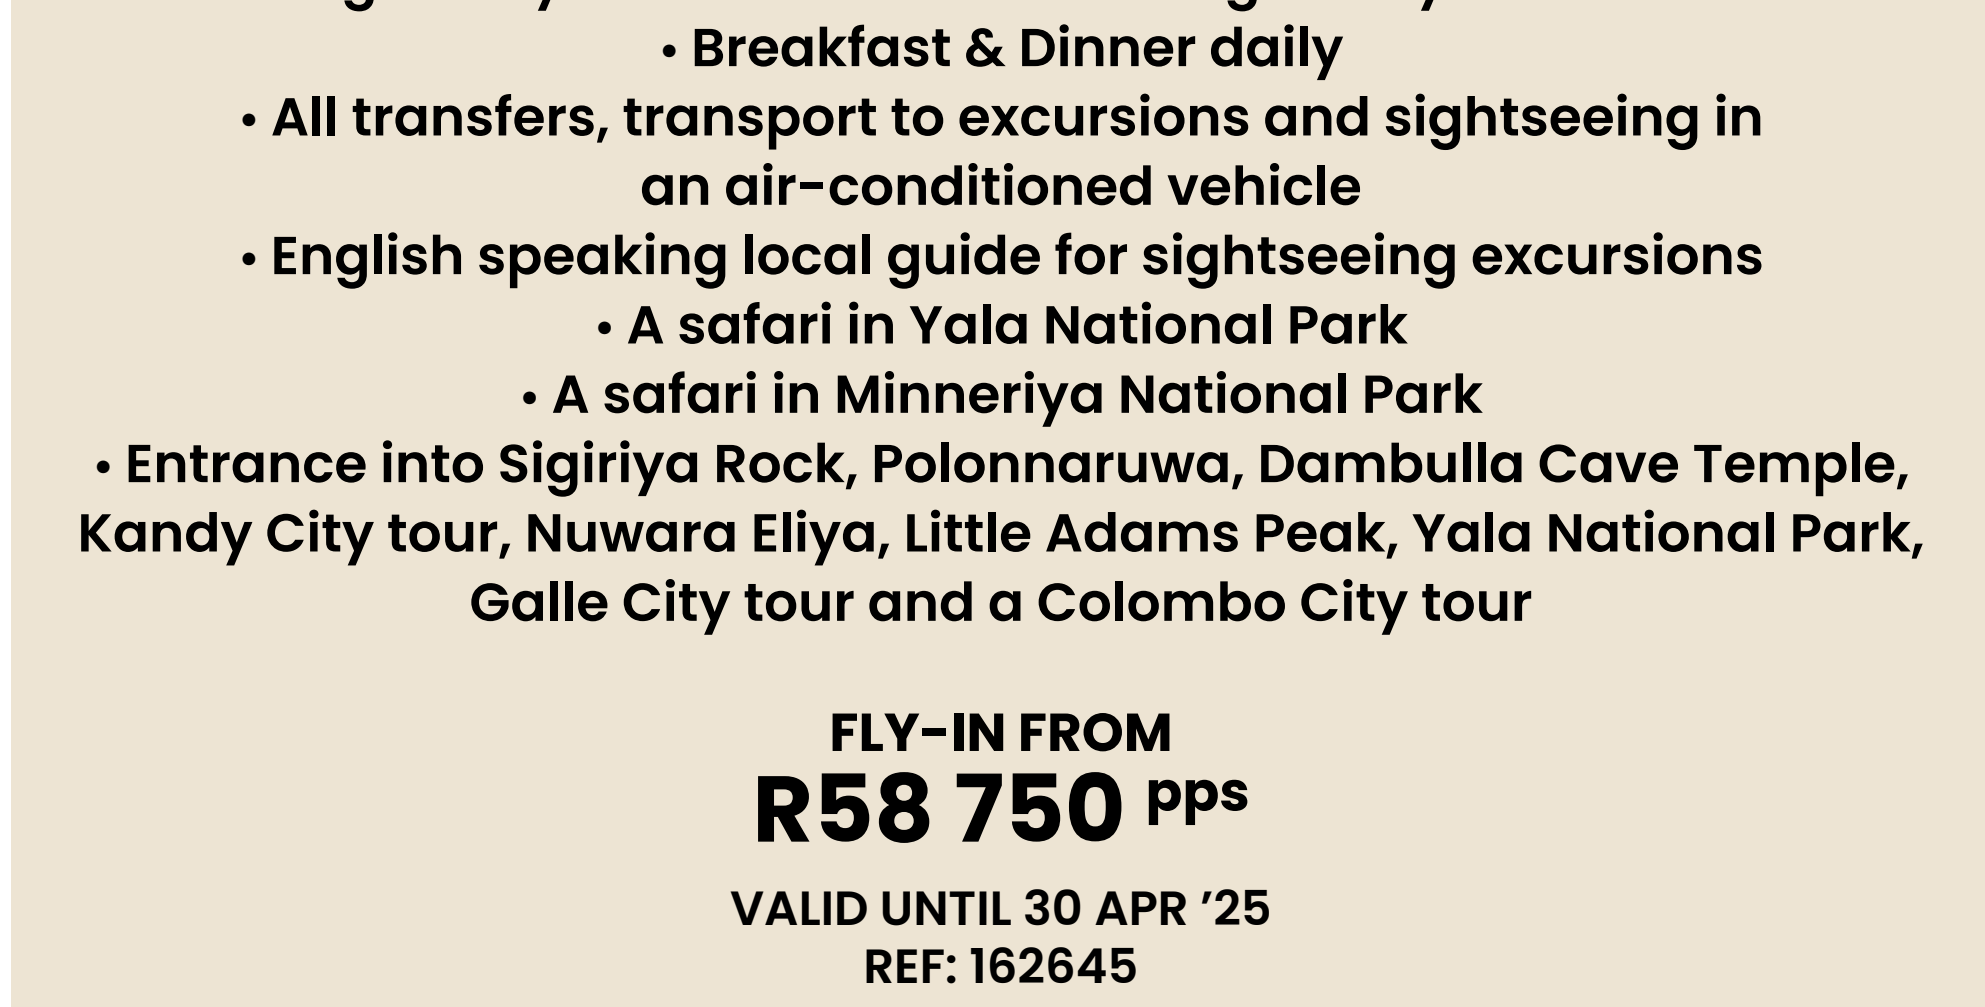 • Breakfast & Dinner daily
• All transfers, transport to excursions and sightseeing in
an air-conditioned vehicle
• English speaking local guide for sightseeing excursions
• A safari in Yala National Park
• A safari in Minneriya National Park
• Entrance into Sigiriya Rock, Polonnaruwa, Dambulla Cave Temple,
Kandy City tour, Nuwara Eliya, Little Adams Peak, Yala National Park,
Galle City tour and a Colombo City tour
FLY-IN FROM
R58 750 pps
VALID UNTIL 30 APR ’25
REF: 162645